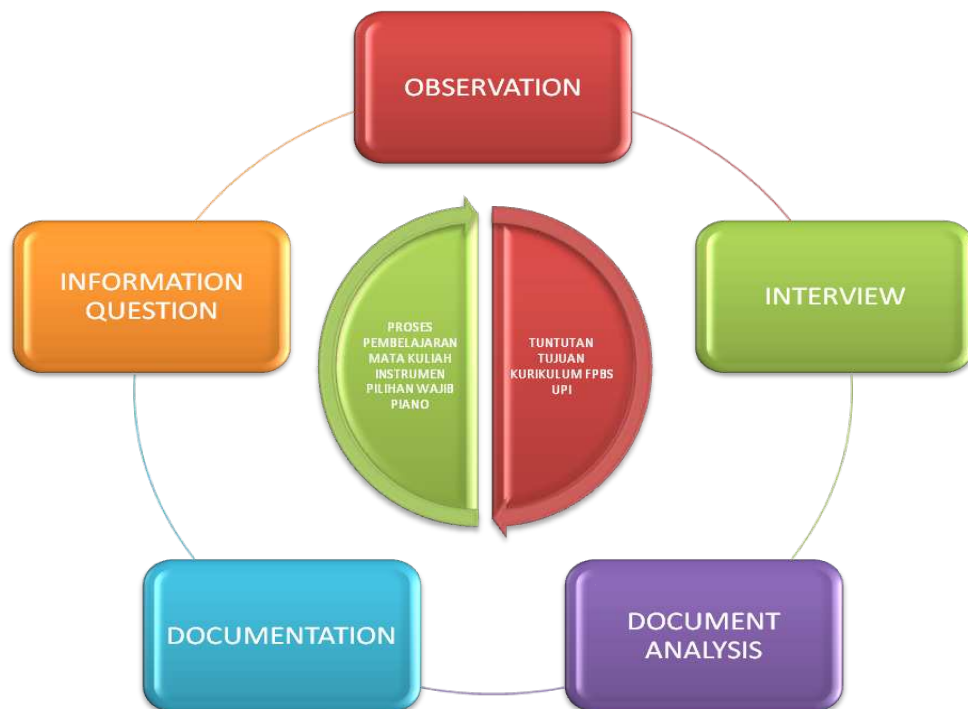 OBSERVATION
INFORMATION
QUESTION
INTERVIEW
PROSES
PEMBELAJARAN
MATA KULIAH
INSTRUMEN
PILIHAN WAJIB
PIANO
TUNTUTAN
TUJUAN
KURIKULUM FPBS
UPI
DOCUMENTATION
DOCUMENT
ANALYSIS